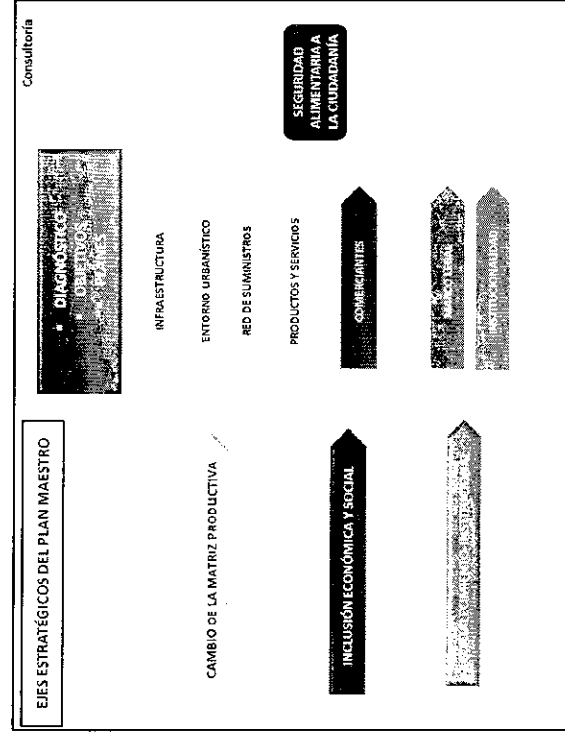 EJES ESTRATÉGICOS DEL PLAN MAESTRO
Consultoría
DIAGNÓSTICO
OBJETIVOS
PLANES
CAMBIO DE LA MATRIZ PRODUCTIVA
INFRAESTRUCTURA
ENTORNO URBANÍSTICO
RED DE SUMINISTROS
PRODUCTOS Y SERVICIOS
SEGURIDAD
ALIMENTARIA A
LA CIUDADANÍA
INCLUSIÓN ECONÓMICA Y SOCIAL
COMERCIANTES
INSTITUCIONALIDAD